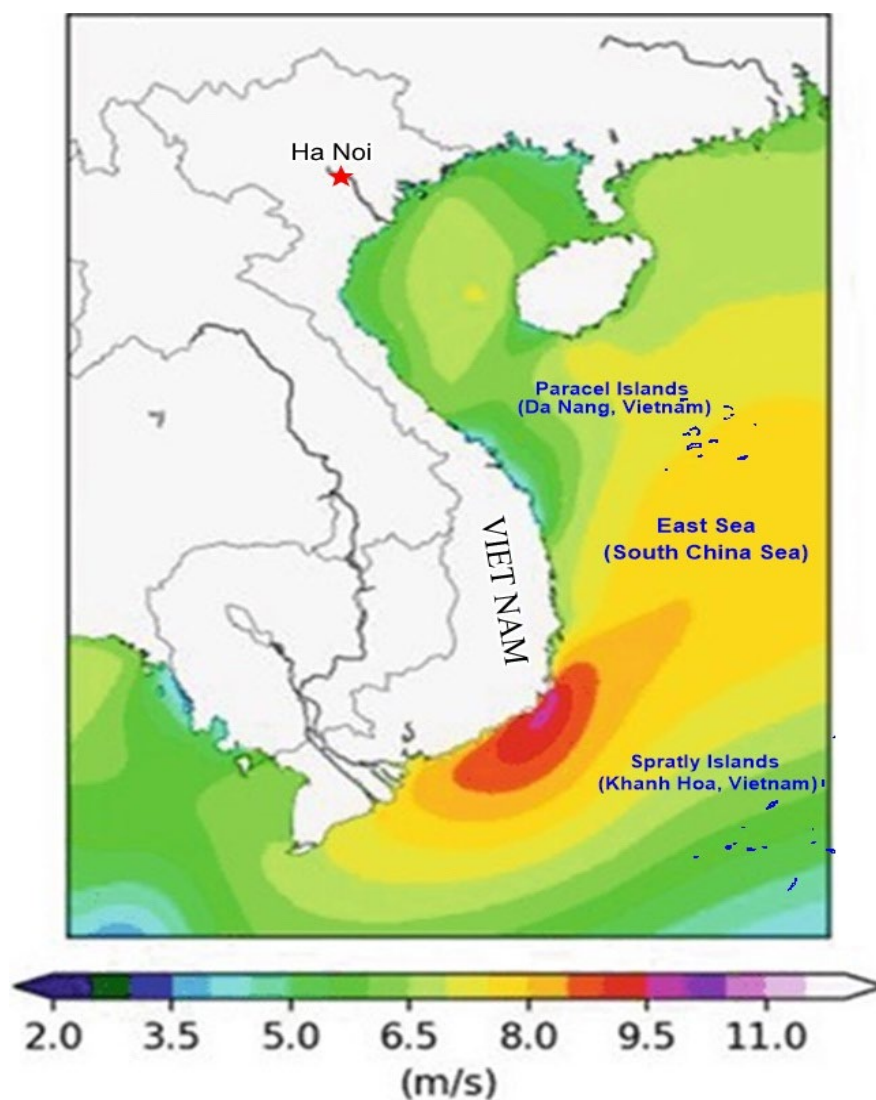 Ha Noi
Paracel Islands
(Da Nang, Vietnam)
East Sea
(South China Sea)
VIET NAM
Spratly Islands
(Khanh Hoa, Vietnam)
2.0 3.5 5.0 6.5 8.0 9.5 11.0
(m/s)